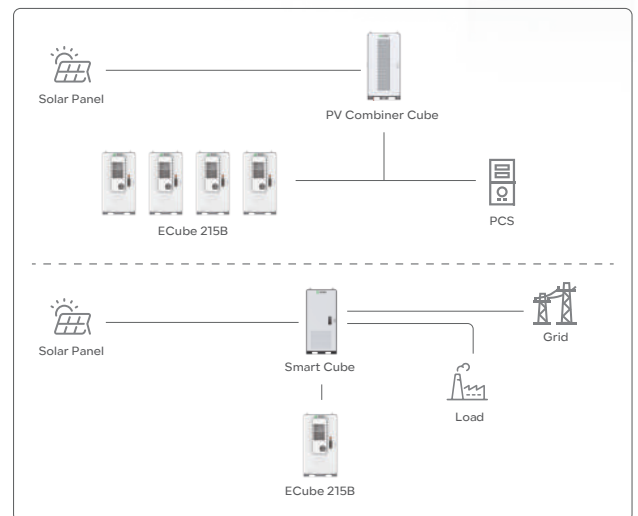 Solar Panel
PV Combiner Cube
ECube 215B
PCS
Solar Panel
Smart Cube
Grid
Load
ECube 215B